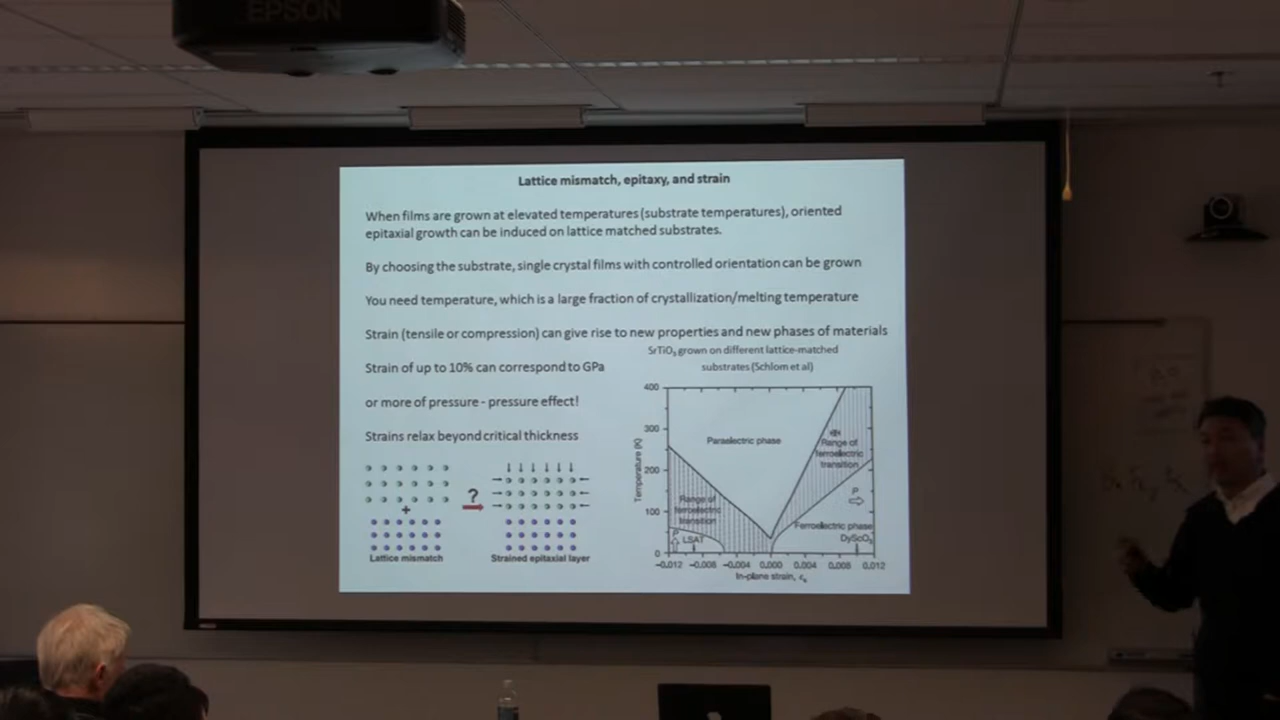 EPSON
Lattice mismatch, epitaxy, and strain
When films are grown at elevated temperatures (substrate temperatures), oriented
epitaxial growth can be induced on lattice matched substrates.
By choosing the substrate, single crystal films with controlled orientation can be grown
You need temperature, which is a large fraction of crystallization/melting temperature
Strain (tensile or compression) can give rise to new properties and new phases of materials
Strain of up to 10% can correspond to GPa
or more of pressure - pressure effect!
Strains relax beyond critical thickness
+
?
Lattice mismatch
Strained epitaxial layer
SrTiO₃ grown on different lattice-matched
substrates (Schlom et al)
Temperature (K)
400
300
200
100
0
Paraelectric phase
Range of
ferroelectric
transition
Range of
ferroelectric
transition
P
Ferroelectric phase
DyScO₃
P
LSAT
−0.012 −0.008 −0.004 0.000 0.004 0.008 0.012
In-plane strain, εₛ